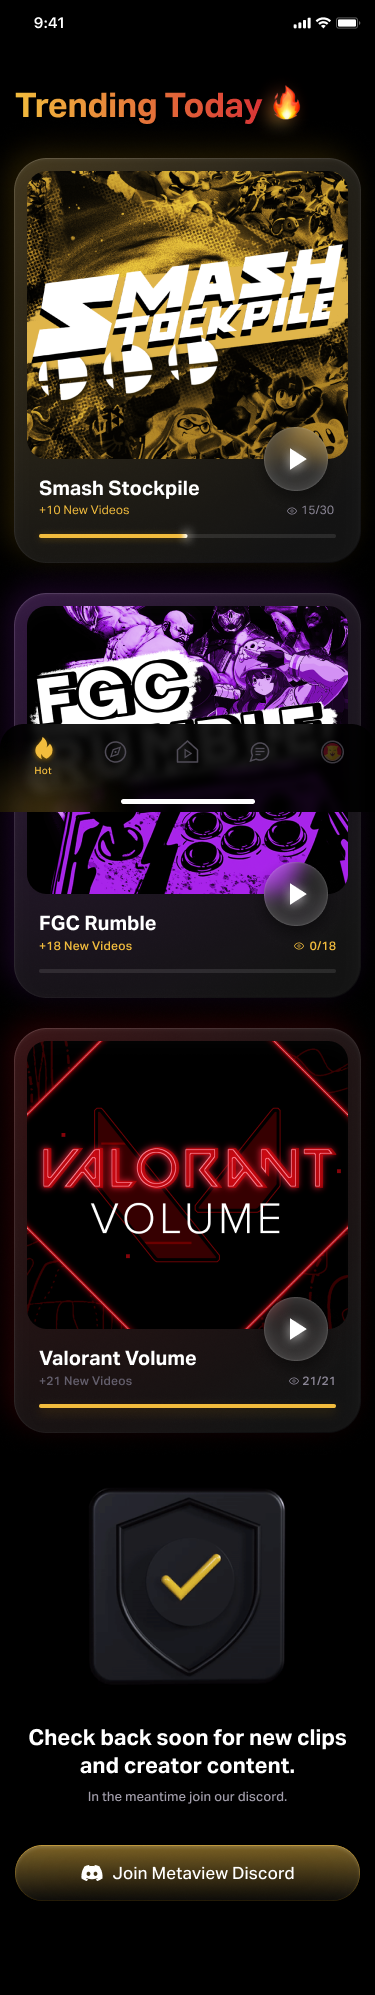 9:41
Trending Today 🔥
SMASH
STOCKPILE
Smash Stockpile
+10 New Videos
15/30
FGC
RUMBLE
Hot
FGC Rumble
+18 New Videos
0/18
VALORANT
VOLUME
Valorant Volume
+21 New Videos
21/21
Check back soon for new clips
and creator content.
In the meantime join our discord.
Join Metaview Discord